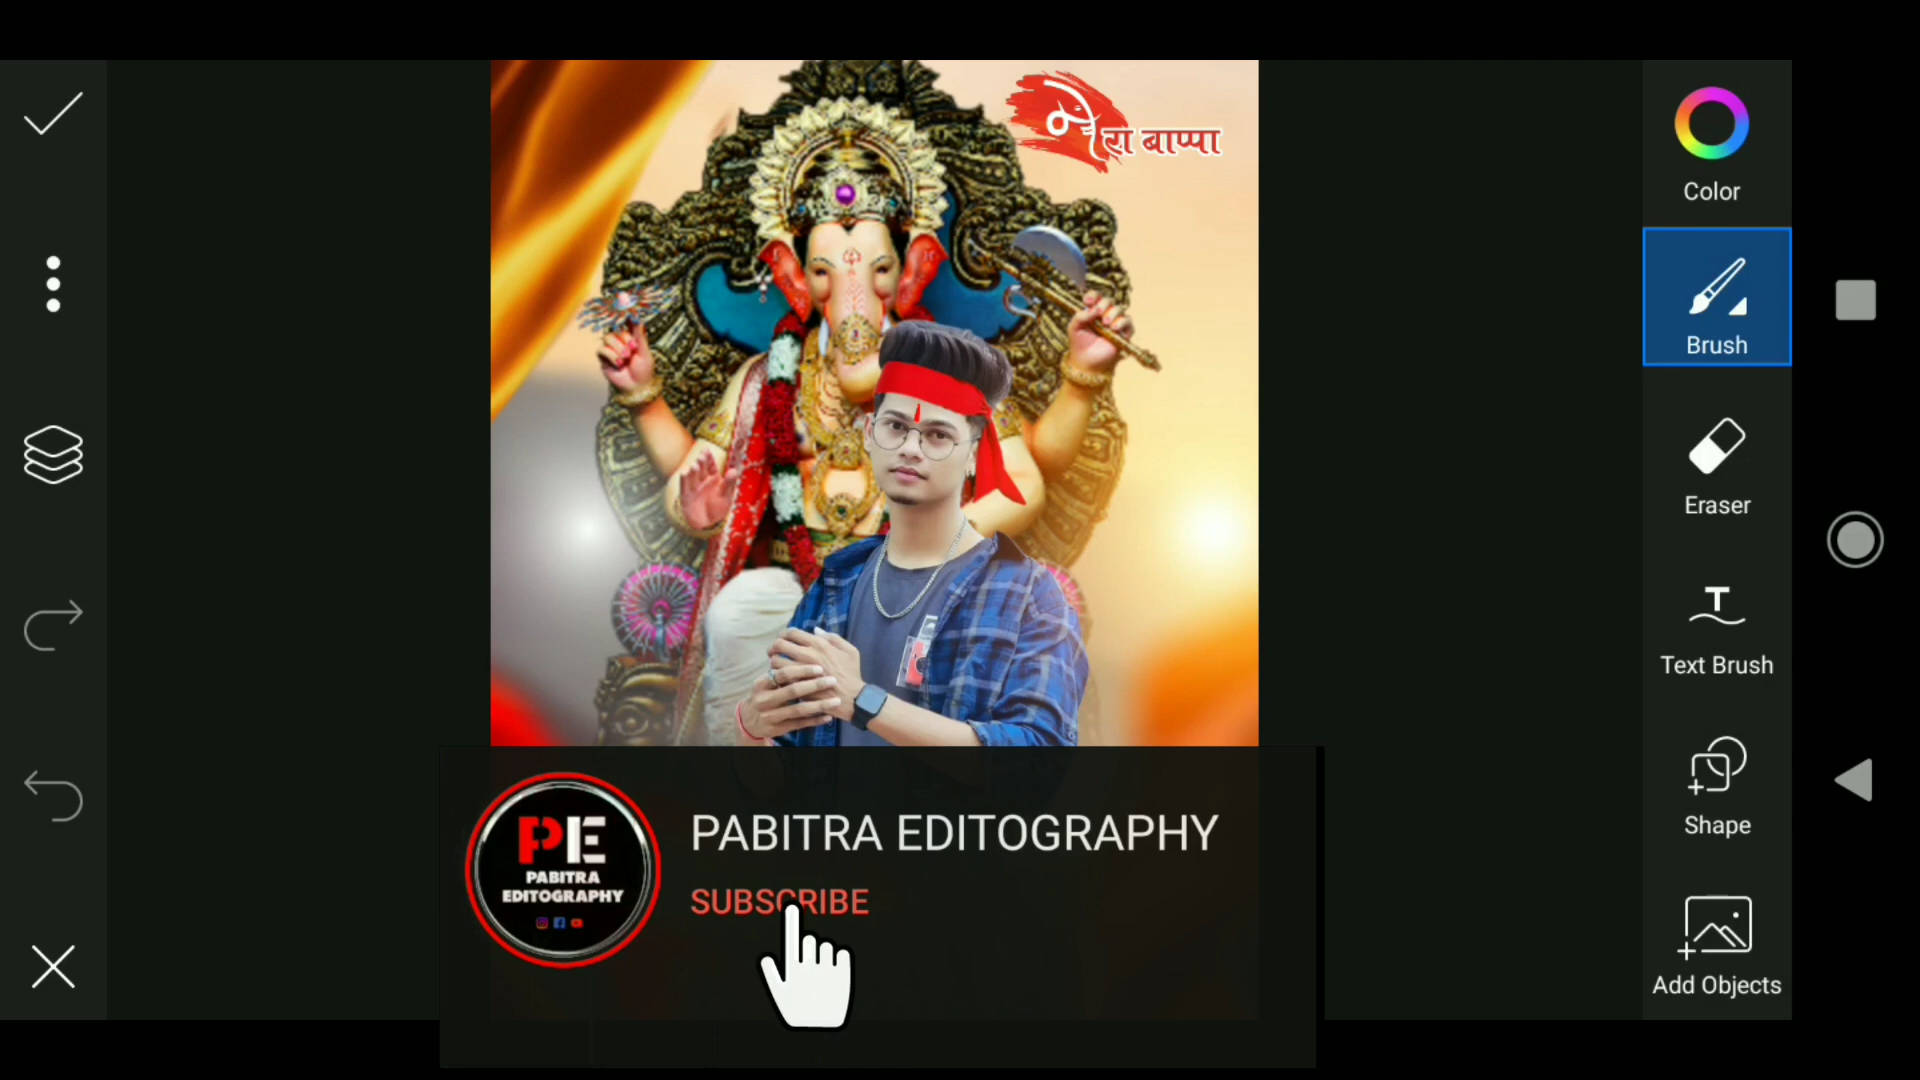 मेरा बाप्पा
Color
Brush
Eraser
T
Text Brush
Shape
Add Objects
PE
PABITRA
EDITOGRAPHY
PABITRA EDITOGRAPHY
SUBSCRIBE